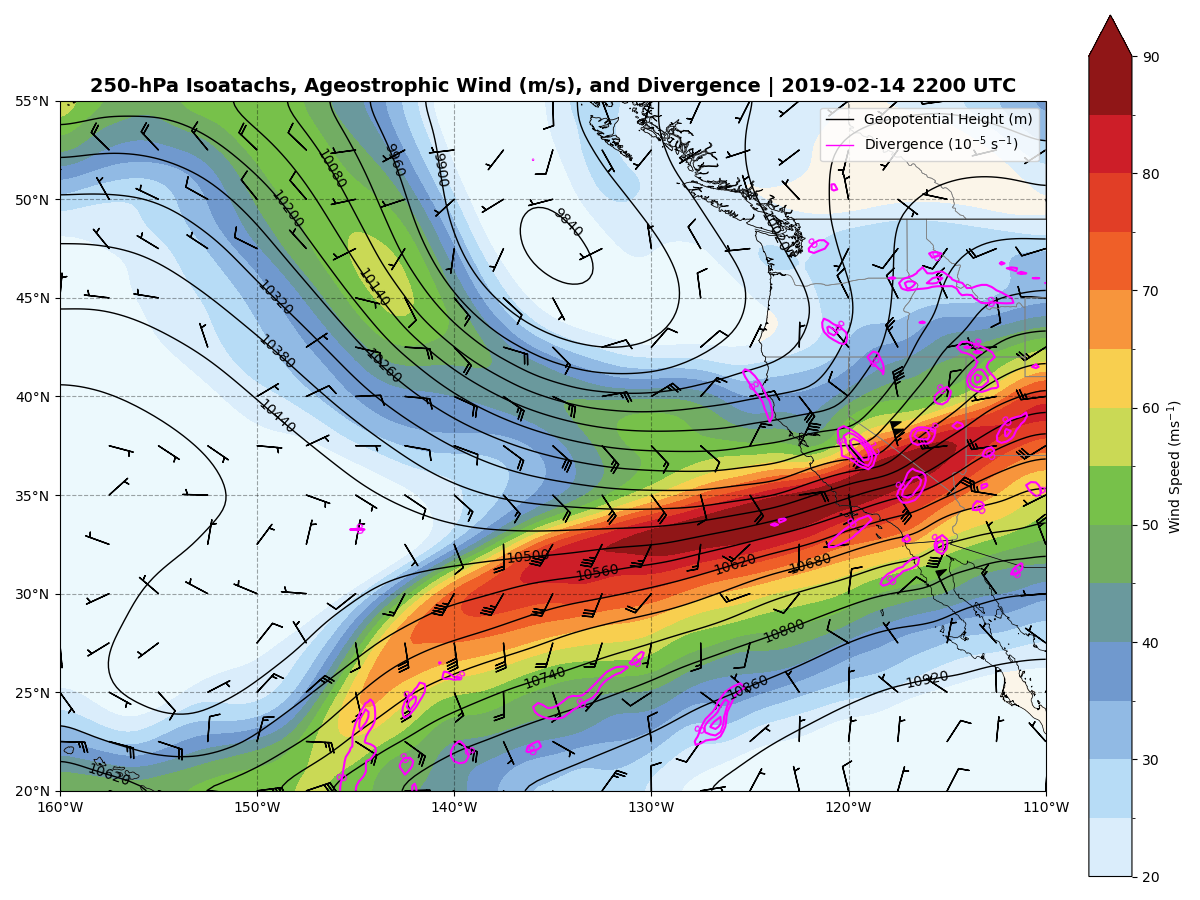 250-hPa Isoatachs, Ageostrophic Wind (m/s), and Divergence | 2019-02-14 2200 UTC
Geopotential Height (m)
Divergence (10⁻⁵ s⁻¹)
55°N
50°N
45°N
40°N
35°N
30°N
25°N
20°N
160°W
150°W
140°W
130°W
120°W
110°W
10080
9960
9900
10200
9840
10140
10320
10380
10260
10440
10500
10560
10620
10680
10800
10740
10860
10920
10620
90
80
70
60
50
40
30
20
Wind Speed (ms⁻¹)